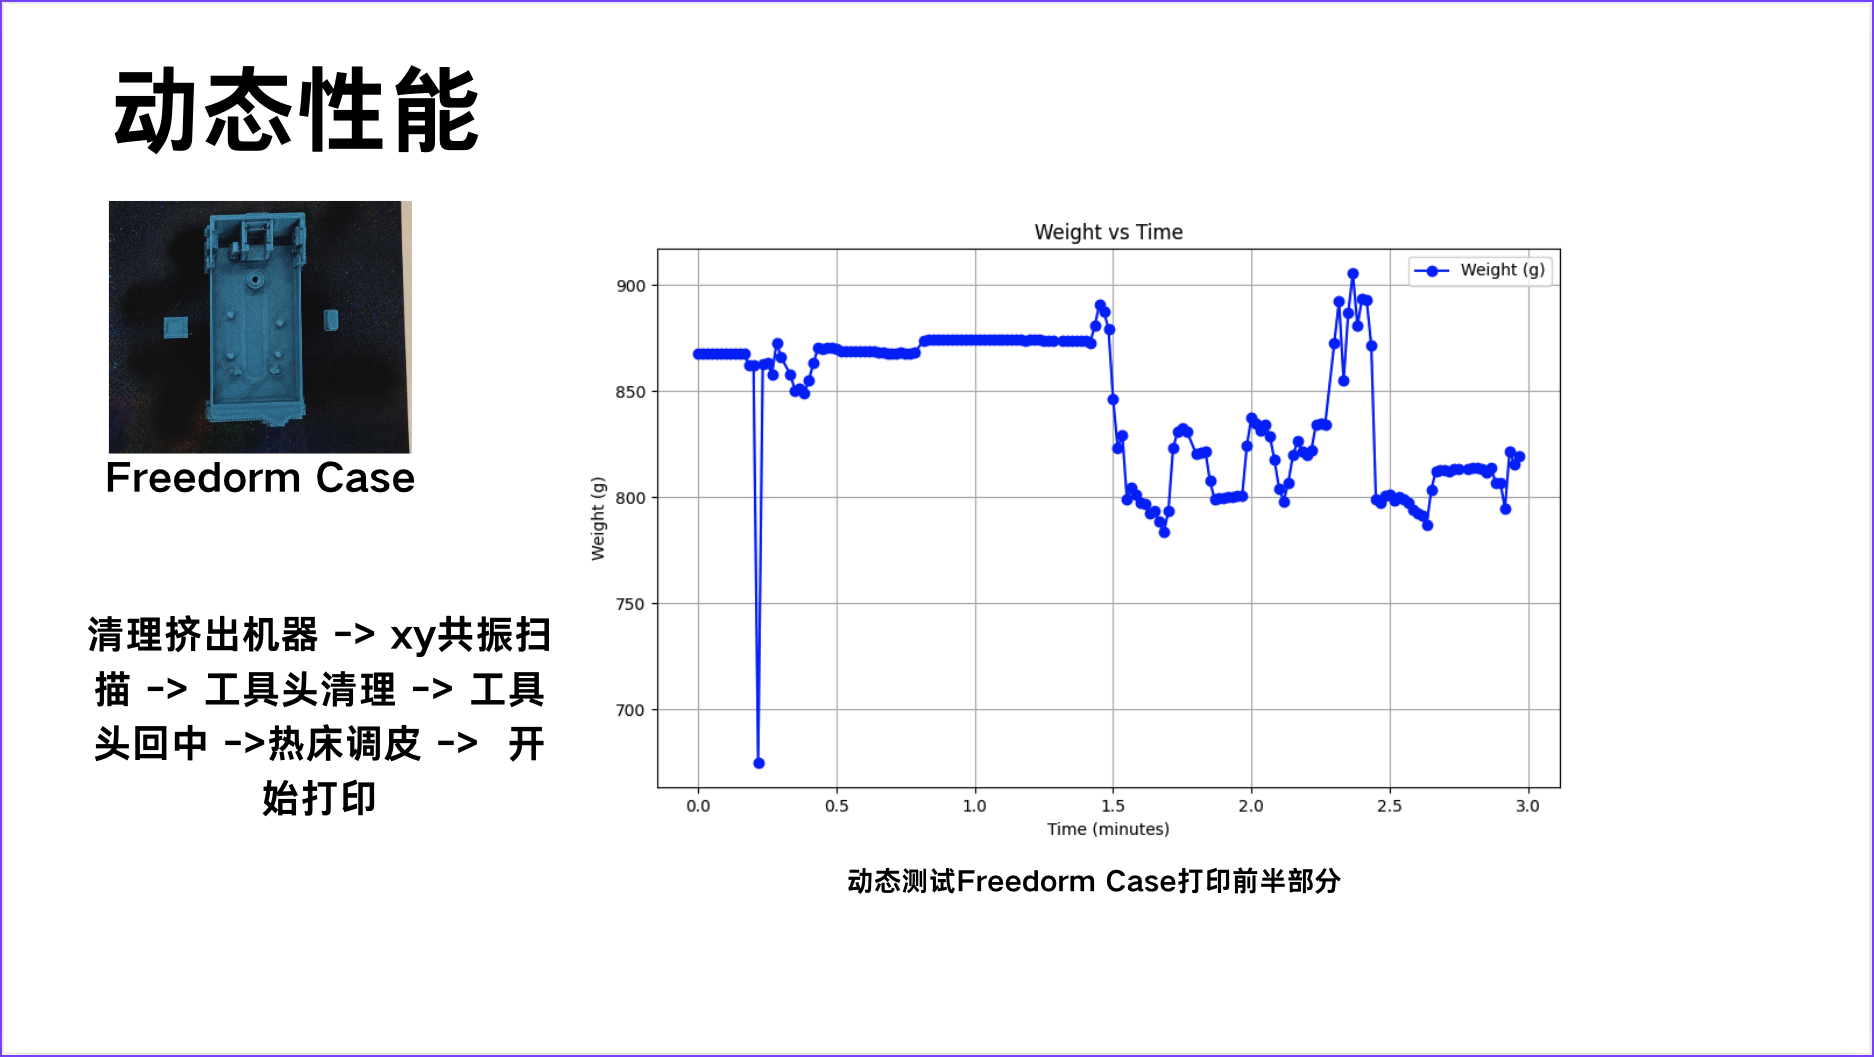 动态性能
Freedorm Case
清理挤出机器 -> xy共振扫
描 -> 工具头清理 -> 工具
头回中 ->热床调皮 -> 开
始打印
Weight vs Time
Weight (g)
900
850
800
750
700
Weight (g)
0.0 0.5 1.0 1.5 2.0 2.5 3.0
Time (minutes)
动态测试Freedorm Case打印前半部分